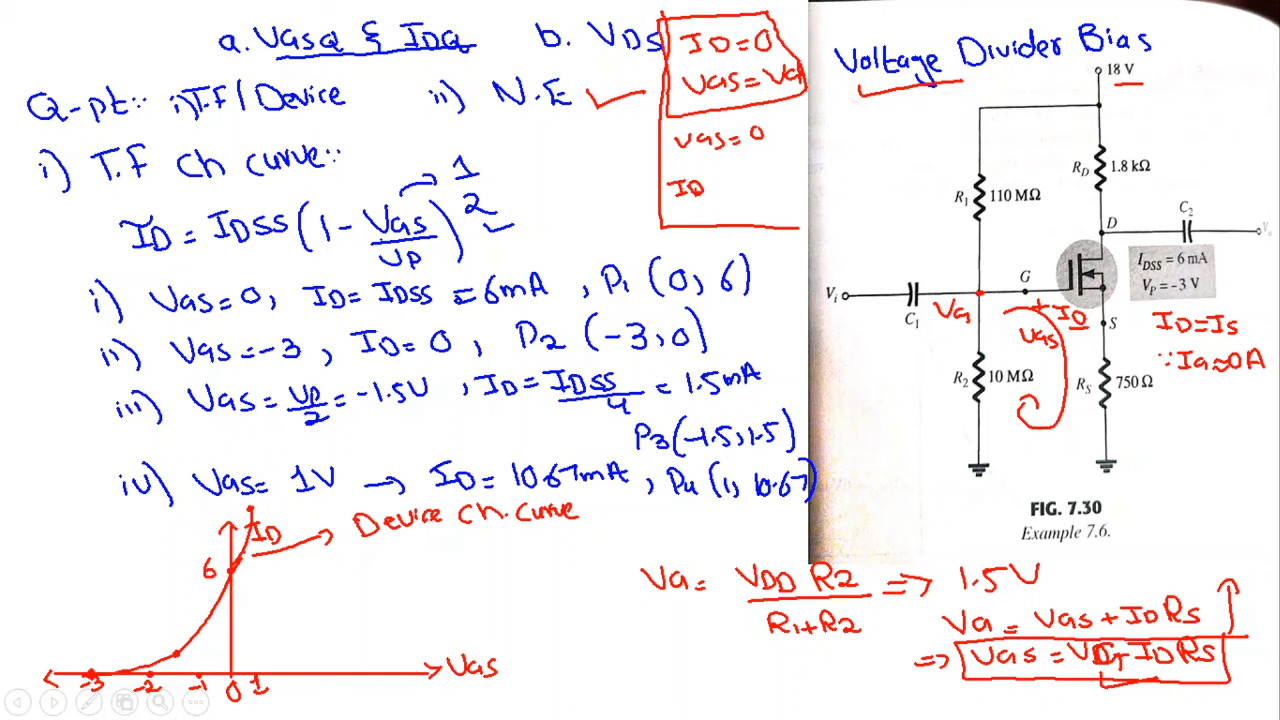 a. VGSQ & IDQ b. VDS
Q-pt: i) T.F / Device ii) N.E
i) T.F ch curve:
ID = IDSS (1 - VGS/VP)^2
1
i) VGS = 0, ID = IDSS = 6mA, P1 (0, 6)
ii) VGS = -3, ID = 0, P2 (-3, 0)
iii) VGS = VP/2 = -1.5V, ID = IDSS/4 = 1.5mA
P3 (-1.5, 1.5)
iv) VGS = 1V → ID = 10.67mA, P4 (1, 10.67)
ID = 0
VGS = VG
VGS = 0
ID
Voltage Divider Bias
18 V
RD 1.8 kΩ
R1 110 MΩ
C2
D
IDSS = 6 mA
VP = -3 V
Vi
C1
G
VG
+
ID
VGS
S
ID = IS
∵ IG ≈ 0A
R2 10 MΩ
RS 750 Ω
FIG. 7.30
Example 7.6.
ID
Device ch. curve
6
-3 -2 -1 0 1
VGS
VG = VDD R2 / R1+R2 => 1.5V
VG = VGS + ID RS
=> VGS = VG - ID RS